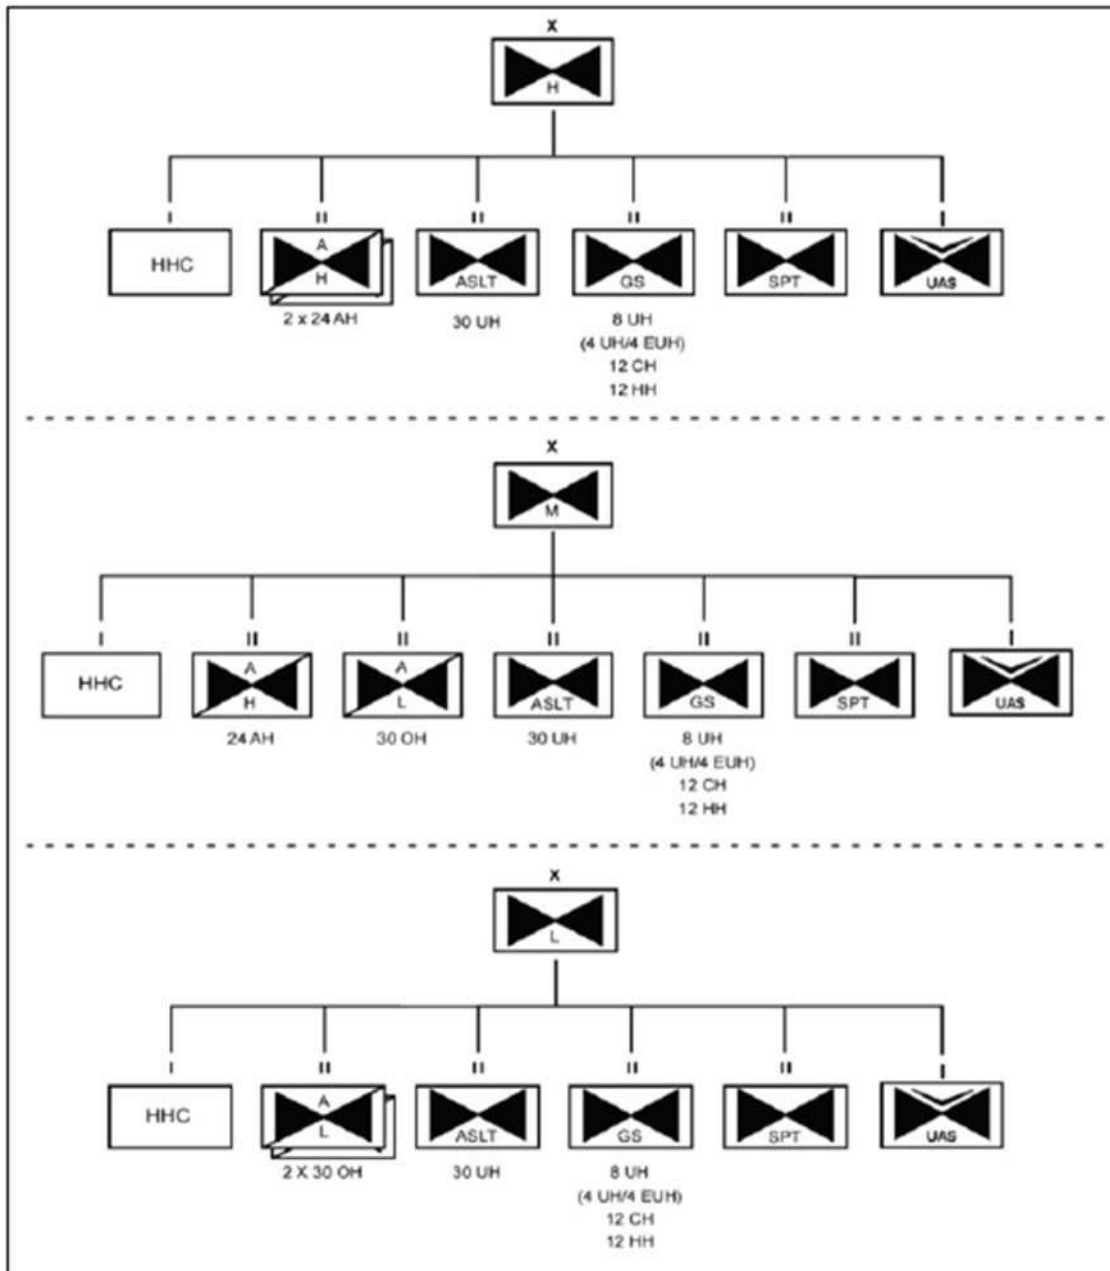 X
H
I II II II II I
HHC A H ASLT GS SPT UAS
2 x 24 AH 30 UH 8 UH
(4 UH/4 EUH)
12 CH
12 HH
X
M
I II II II II II I
HHC A H A L ASLT GS SPT UAS
24 AH 30 OH 30 UH 8 UH
(4 UH/4 EUH)
12 CH
12 HH
X
L
I II II II II I
HHC A L ASLT GS SPT UAS
2 X 30 OH 30 UH 8 UH
(4 UH/4 EUH)
12 CH
12 HH